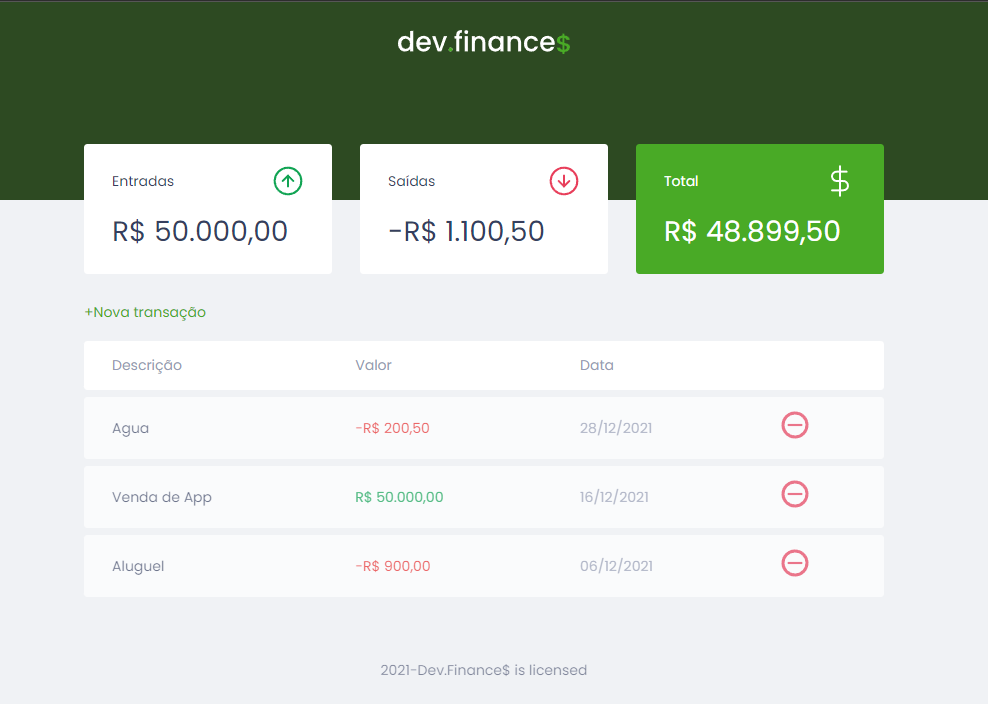 dev.finance$
Entradas
R$ 50.000,00
Saídas
-R$ 1.100,50
Total
$
R$ 48.899,50
+Nova transação
Descrição Valor Data
Agua -R$ 200,50 28/12/2021
Venda de App R$ 50.000,00 16/12/2021
Aluguel -R$ 900,00 06/12/2021
2021-Dev.Finance$ is licensed